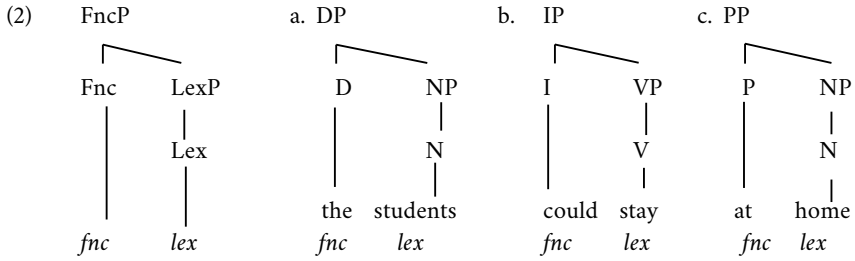 (2) FncP a. DP b. IP c. PP
Fnc LexP D NP I VP P NP
Lex N V N
the students could stay at home
fnc lex fnc lex fnc lex fnc lex